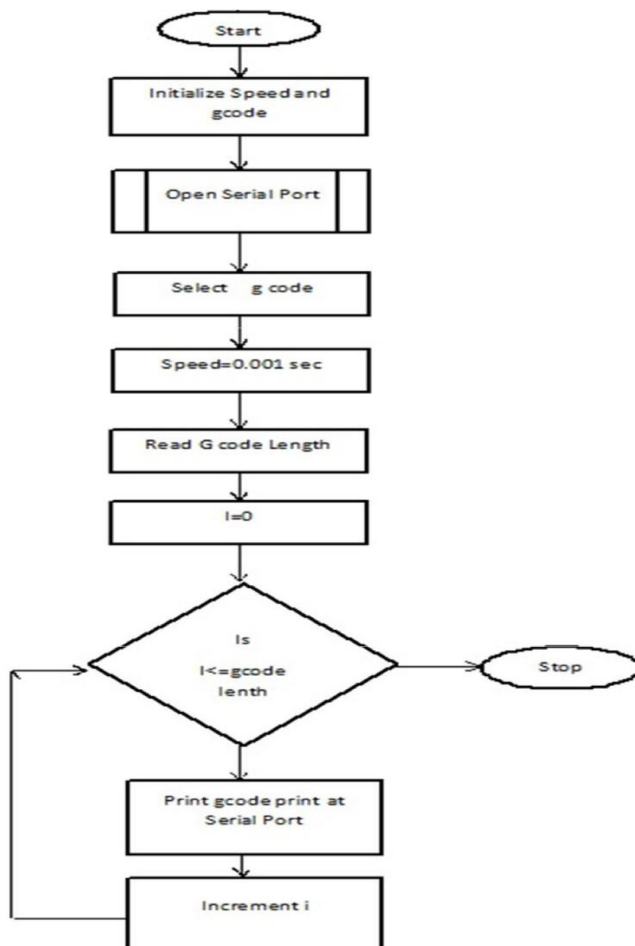 Start
Initialize Speed and
gcode
Open Serial Port
Select g code
Speed=0.001 sec
Read G code Length
I=0
Is
I<=gcode
lenth
Stop
Print gcode print at
Serial Port
Increment i